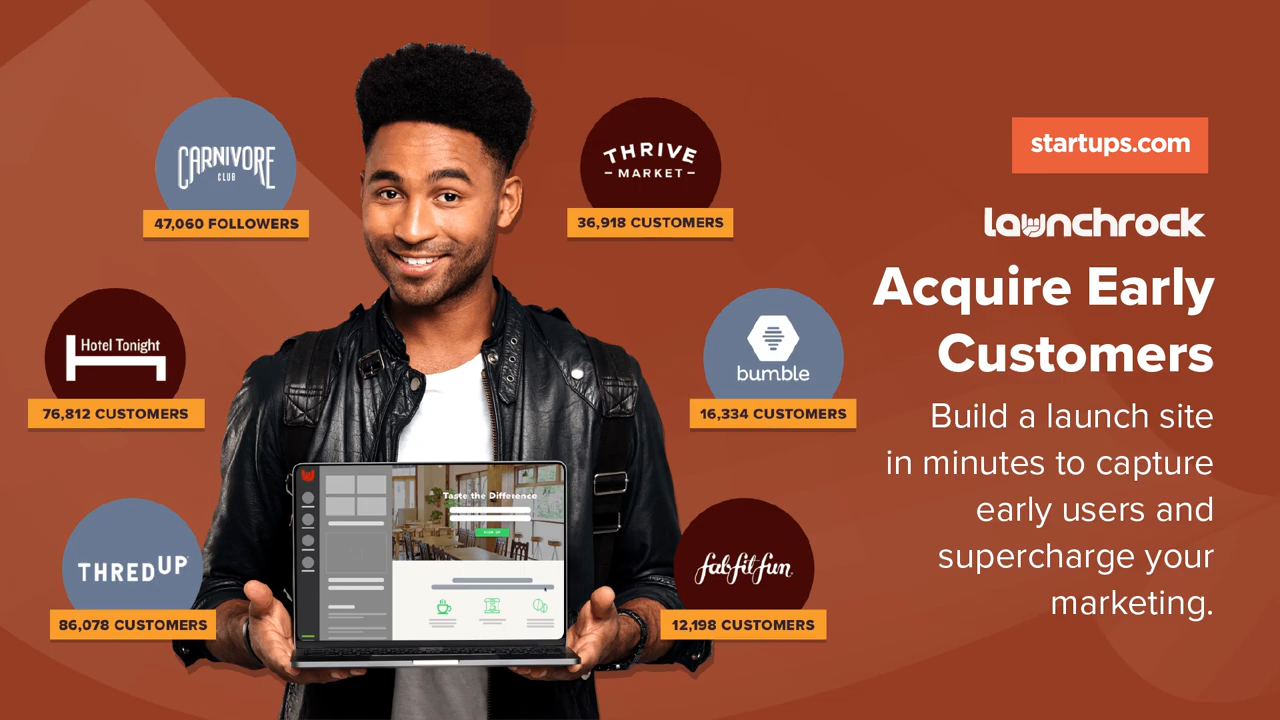 CARNIVORE
CLUB
47,060 FOLLOWERS
THRIVE
- MARKET -
36,918 CUSTOMERS
Hotel Tonight
76,812 CUSTOMERS
bumble
16,334 CUSTOMERS
THREDUP
86,078 CUSTOMERS
fabfitfun.
12,198 CUSTOMERS
Taste the Difference
SIGN UP
startups.com
launchrock
Acquire Early
Customers
Build a launch site
in minutes to capture
early users and
supercharge your
marketing.